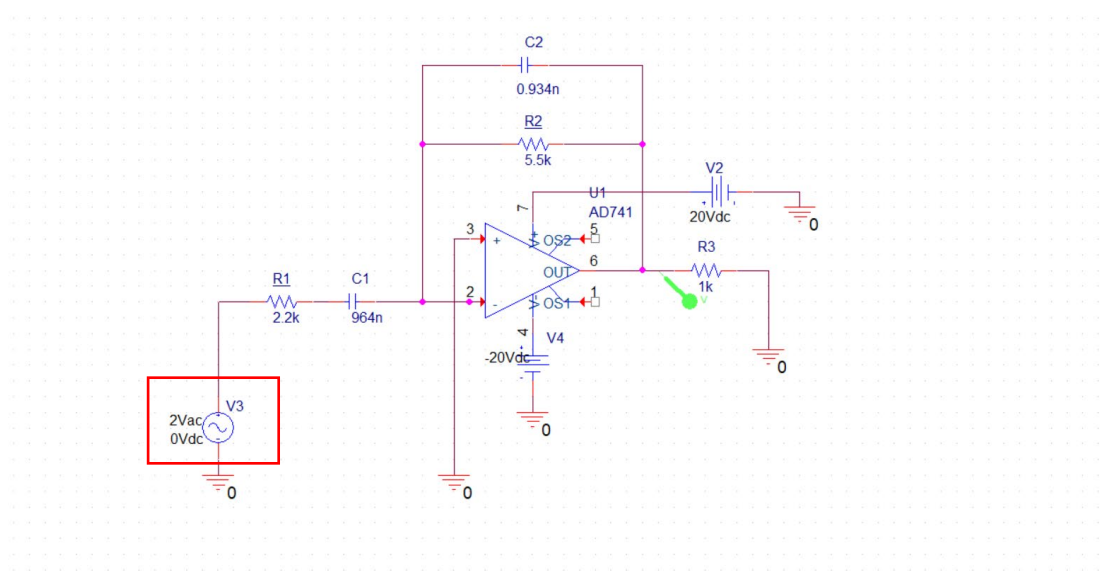 C2
0.934n
R2
5.5k
V2
20Vdc
0
U1
AD741
7
V+
3
+
OS2
5
OUT
6
R3
1k
V
0
R1
2.2k
C1
964n
2
-
OS1
1
V-
4
V4
-20Vdc
0
V3
2Vac
0Vdc
0
0